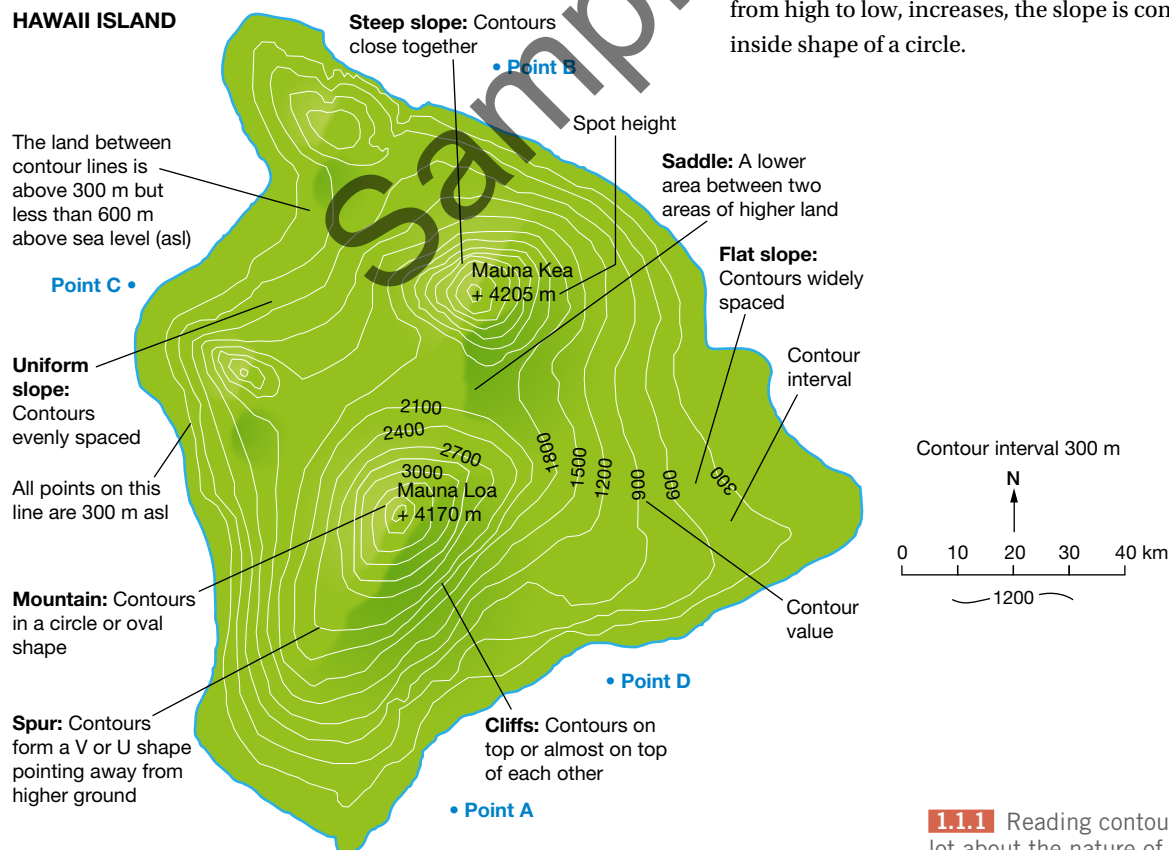 HAWAII ISLAND
Steep slope: Contours
close together
• Point B
from high to low, increases, the slope is con
inside shape of a circle.
Sampl
The land between
contour lines is
above 300 m but
less than 600 m
above sea level (asl)
Spot height
Saddle: A lower
area between two
areas of higher land
Point C •
Mauna Kea
+ 4205 m
Flat slope:
Contours widely
spaced
Uniform
slope:
Contours
evenly spaced
Contour
interval
2100
2400
2700
3000
1800
1500
1200
900
600
300
Mauna Loa
+ 4170 m
All points on this
line are 300 m asl
Contour interval 300 m
N
0 10 20 30 40 km
1200
Mountain: Contours
in a circle or oval
shape
Contour
value
• Point D
Spur: Contours
form a V or U shape
pointing away from
higher ground
Cliffs: Contours on
top or almost on top
of each other
• Point A
1.1.1 Reading contou
lot about the nature of